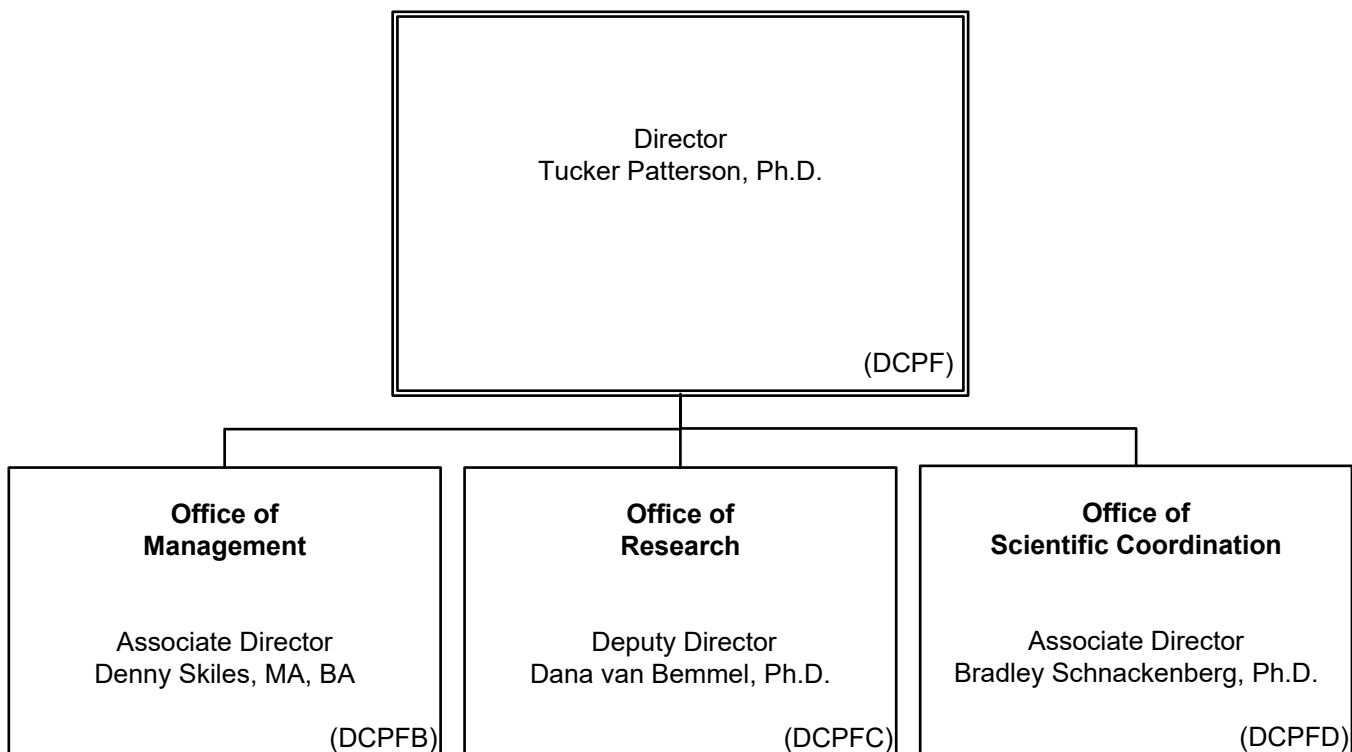 Director
Tucker Patterson, Ph.D.
(DCPF)
Office of
Management
Associate Director
Denny Skiles, MA, BA
(DCPFB)
Office of
Research
Deputy Director
Dana van Bemmel, Ph.D.
(DCPFC)
Office of
Scientific Coordination
Associate Director
Bradley Schnackenberg, Ph.D.
(DCPFD)